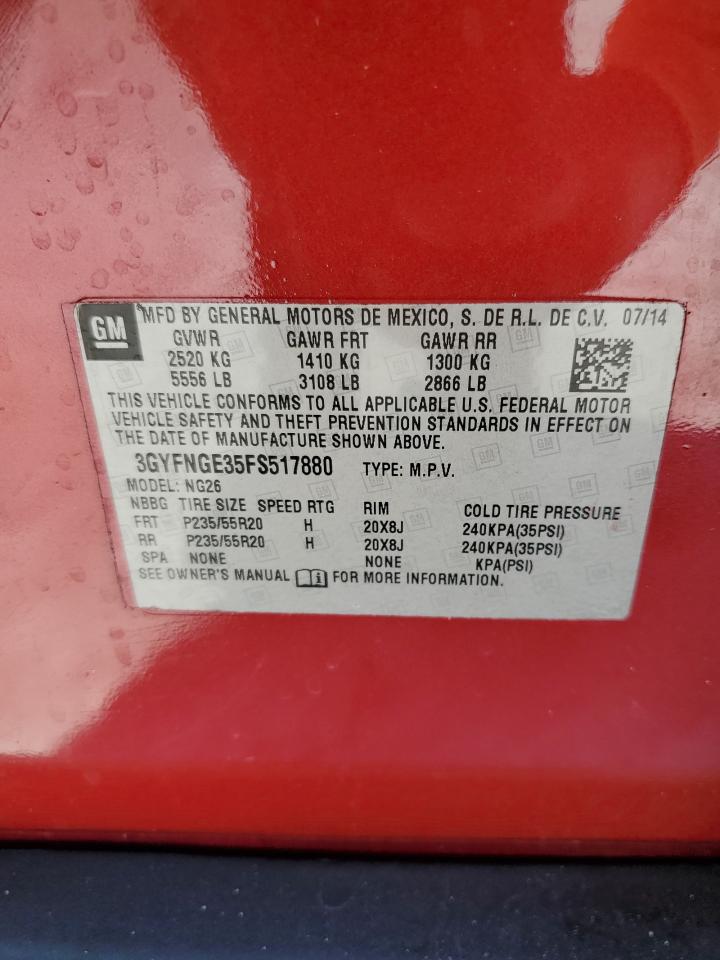 GM
MFD BY GENERAL MOTORS DE MEXICO, S. DE R.L. DE C.V. 07/14
GVWR GAWR FRT GAWR RR
2520 KG 1410 KG 1300 KG
5556 LB 3108 LB 2866 LB
THIS VEHICLE CONFORMS TO ALL APPLICABLE U.S. FEDERAL MOTOR
VEHICLE SAFETY AND THEFT PREVENTION STANDARDS IN EFFECT ON
THE DATE OF MANUFACTURE SHOWN ABOVE.
3GYFNGE35FS517880 TYPE: M.P.V.
MODEL: NG26
NBBG TIRE SIZE SPEED RTG RIM COLD TIRE PRESSURE
FRT P235/55R20 H 20X8J 240KPA(35PSI)
RR P235/55R20 H 20X8J 240KPA(35PSI)
SPA NONE NONE KPA(PSI)
SEE OWNER'S MANUAL FOR MORE INFORMATION.